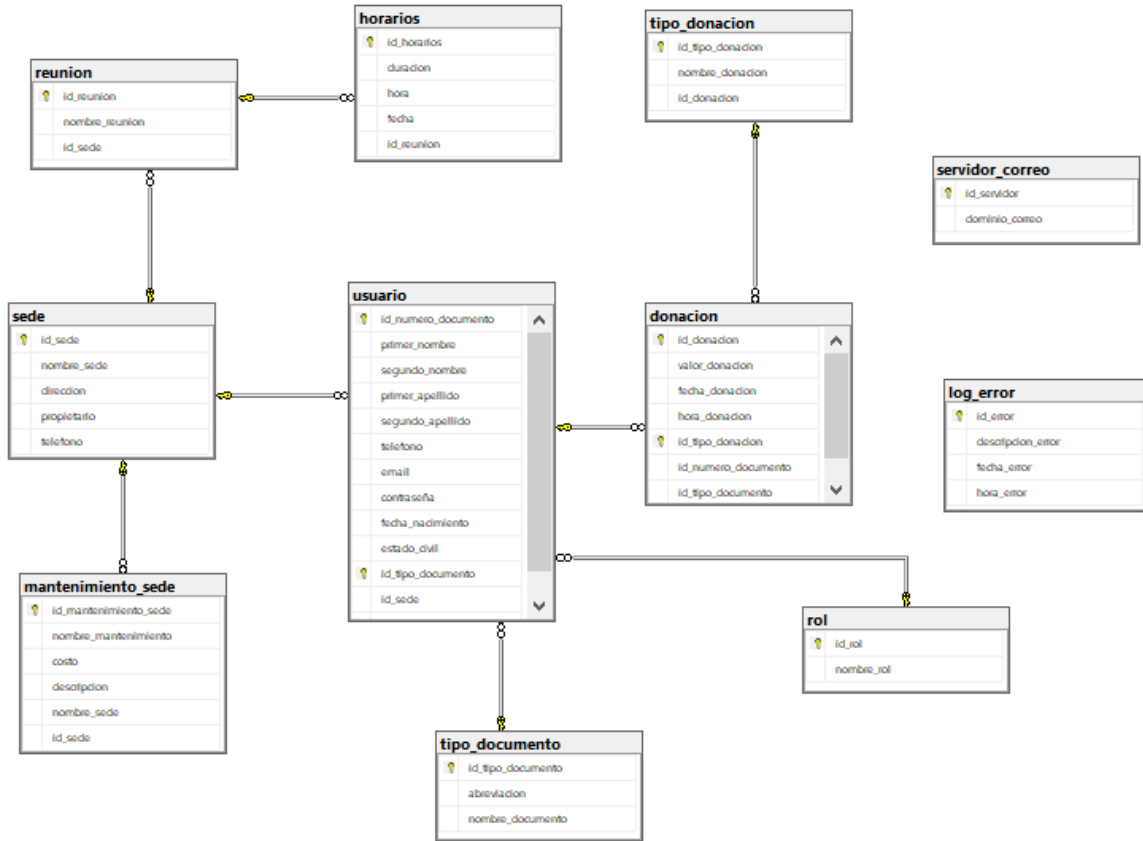 horarios
id_horarios
duracion
hora
fecha
id_reunion
tipo_donacion
id_tipo_donacion
nombre_donacion
id_donacion
reunion
id_reunion
nombre_reunion
id_sede
servidor_correo
id_servidor
dominio_correo
sede
id_sede
nombre_sede
direccion
propietario
telefono
usuario
id_numero_documento
primer_nombre
segundo_nombre
primer_apelllido
segundo_apelllido
telefono
email
contraseña
fecha_nacimiento
estado_civil
id_tipo_documento
id_sede
donacion
id_donacion
valor_donacion
fecha_donacion
hora_donacion
id_tipo_donacion
id_numero_documento
id_tipo_documento
log_error
id_error
descripcion_error
fecha_error
hora_error
mantenimiento_sede
id_mantenimiento_sede
nombre_mantenimiento
costo
descripcion
nombre_sede
id_sede
rol
id_rol
nombre_rol
tipo_documento
id_tipo_documento
abreviacion
nombre_documento